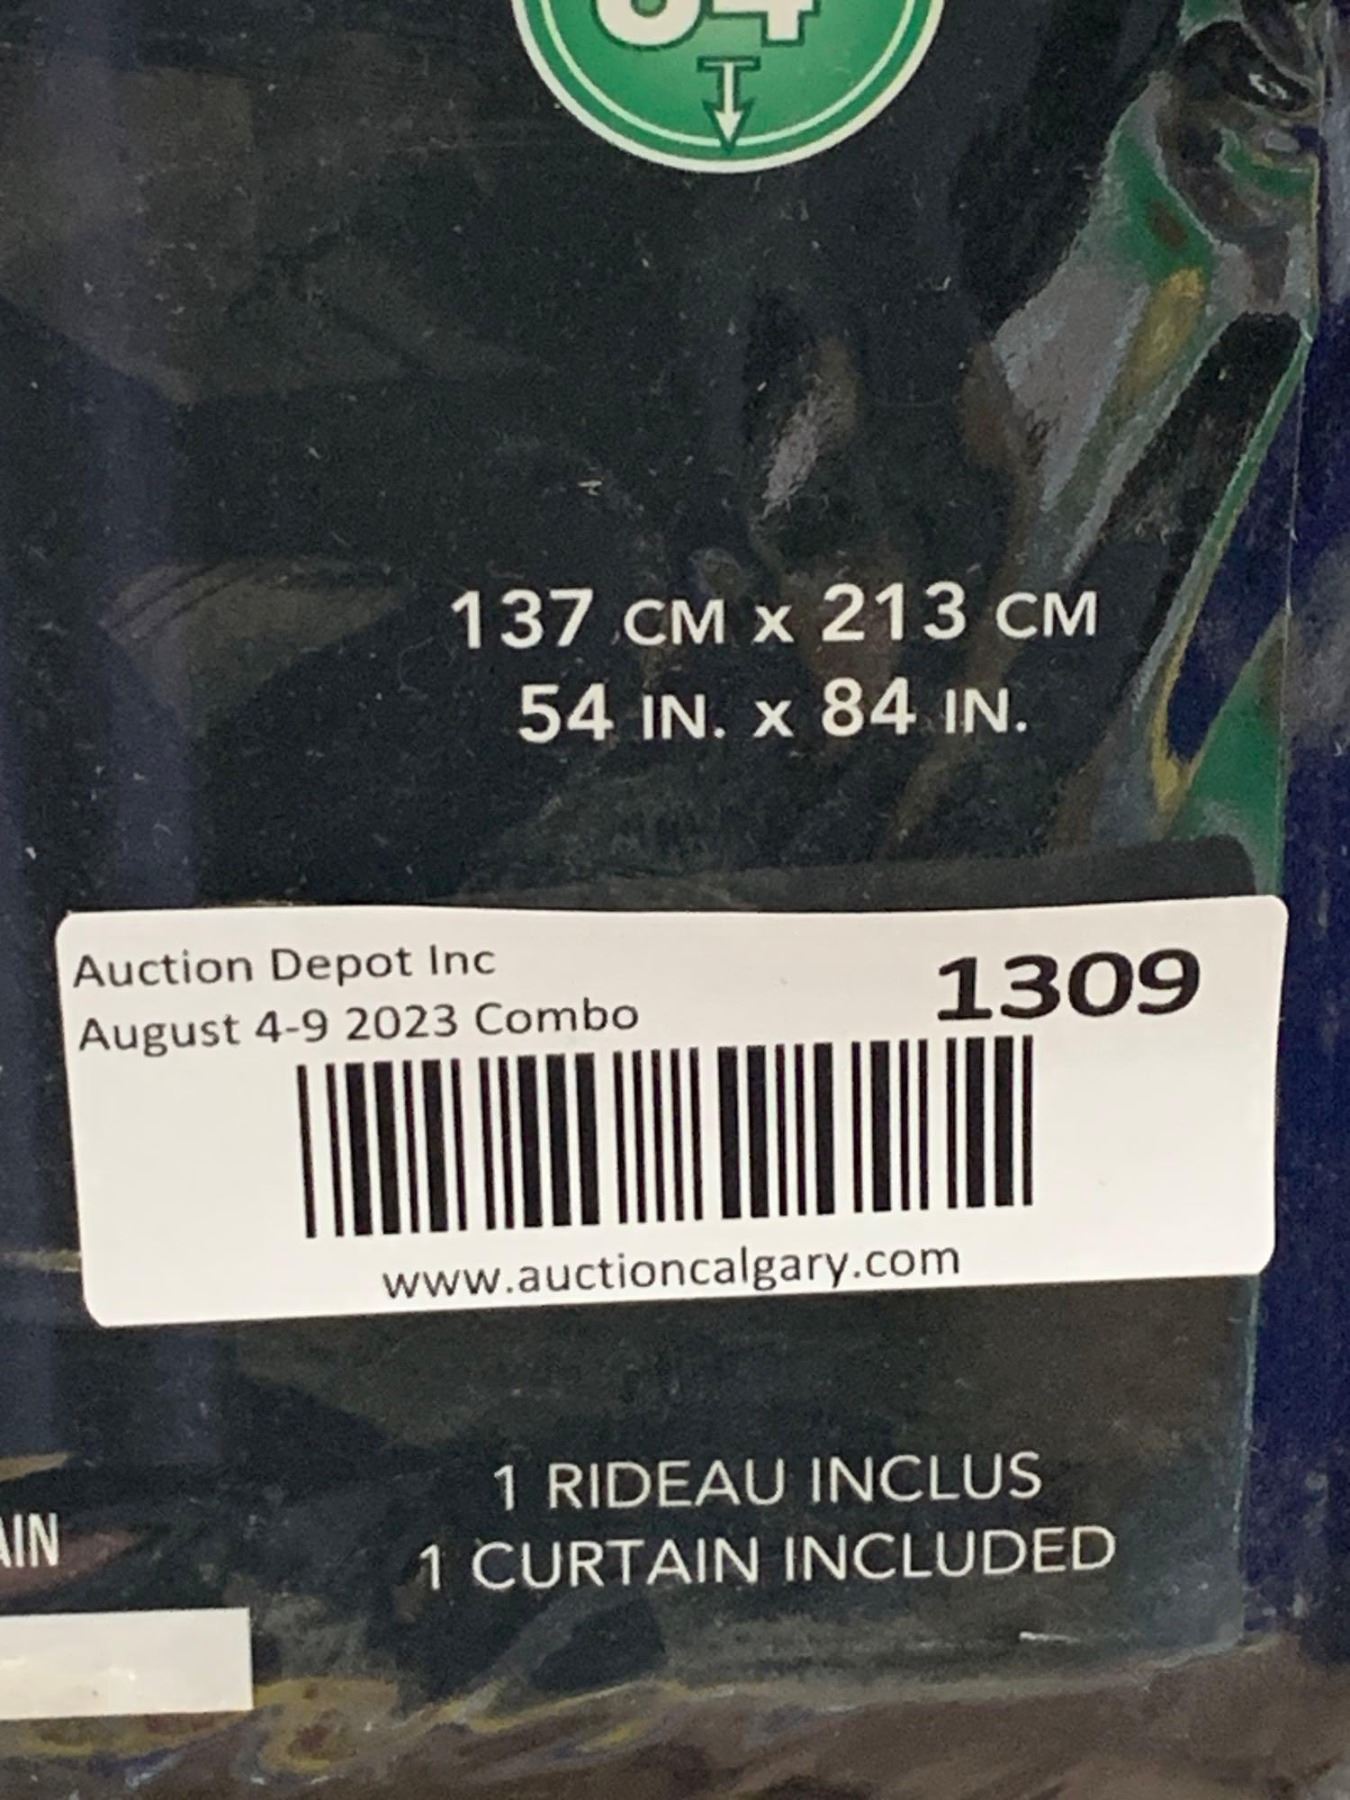 84
137 CM x 213 CM
54 IN. x 84 IN.
Auction Depot Inc
August 4-9 2023 Combo
1309
www.auctioncalgary.com
1 RIDEAU INCLUS
1 CURTAIN INCLUDED